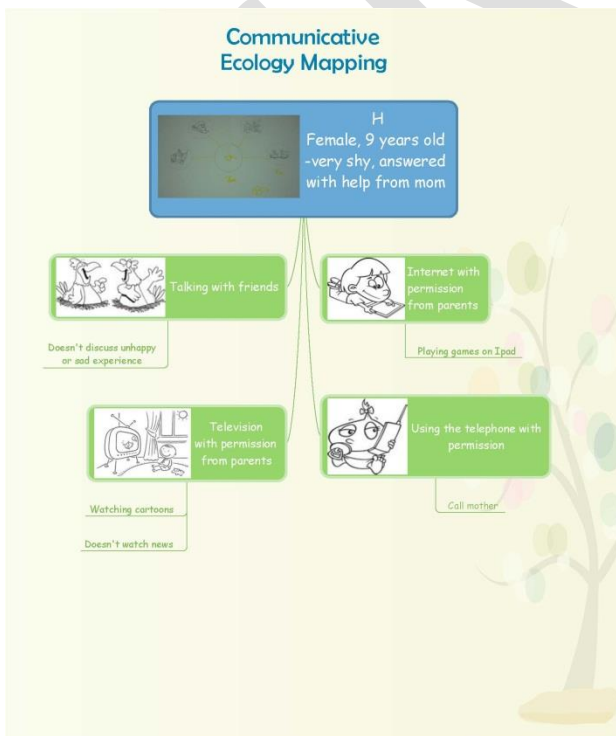 Communicative
Ecology Mapping
H
Female, 9 years old
-very shy, answered
with help from mom
Talking with friends
Doesn't discuss unhappy
or sad experience
Internet with
permission
from parents
Playing games on Ipad
Television
with permission
from parents
Watching cartoons
Doesn't watch news
Using the telephone with
permission
Call mother